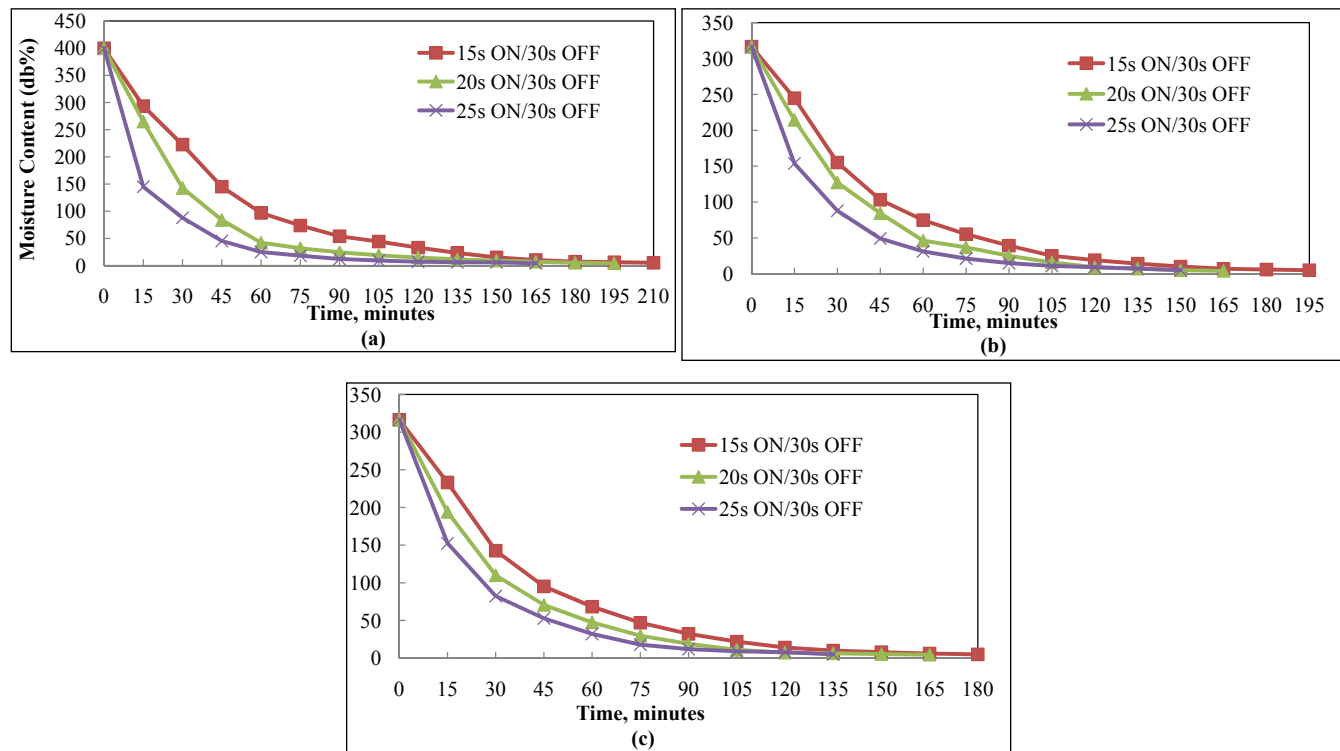 Moisture Content (db%)
450
400
350
300
250
200
150
100
50
0
15s ON/30s OFF
20s ON/30s OFF
25s ON/30s OFF
0 15 30 45 60 75 90 105 120 135 150 165 180 195 210
Time, minutes
(a)
350
300
250
200
150
100
50
0
15s ON/30s OFF
20s ON/30s OFF
25s ON/30s OFF
0 15 30 45 60 75 90 105 120 135 150 165 180 195
Time, minutes
(b)
350
300
250
200
150
100
50
0
15s ON/30s OFF
20s ON/30s OFF
25s ON/30s OFF
0 15 30 45 60 75 90 105 120 135 150 165 180
Time, minutes
(c)